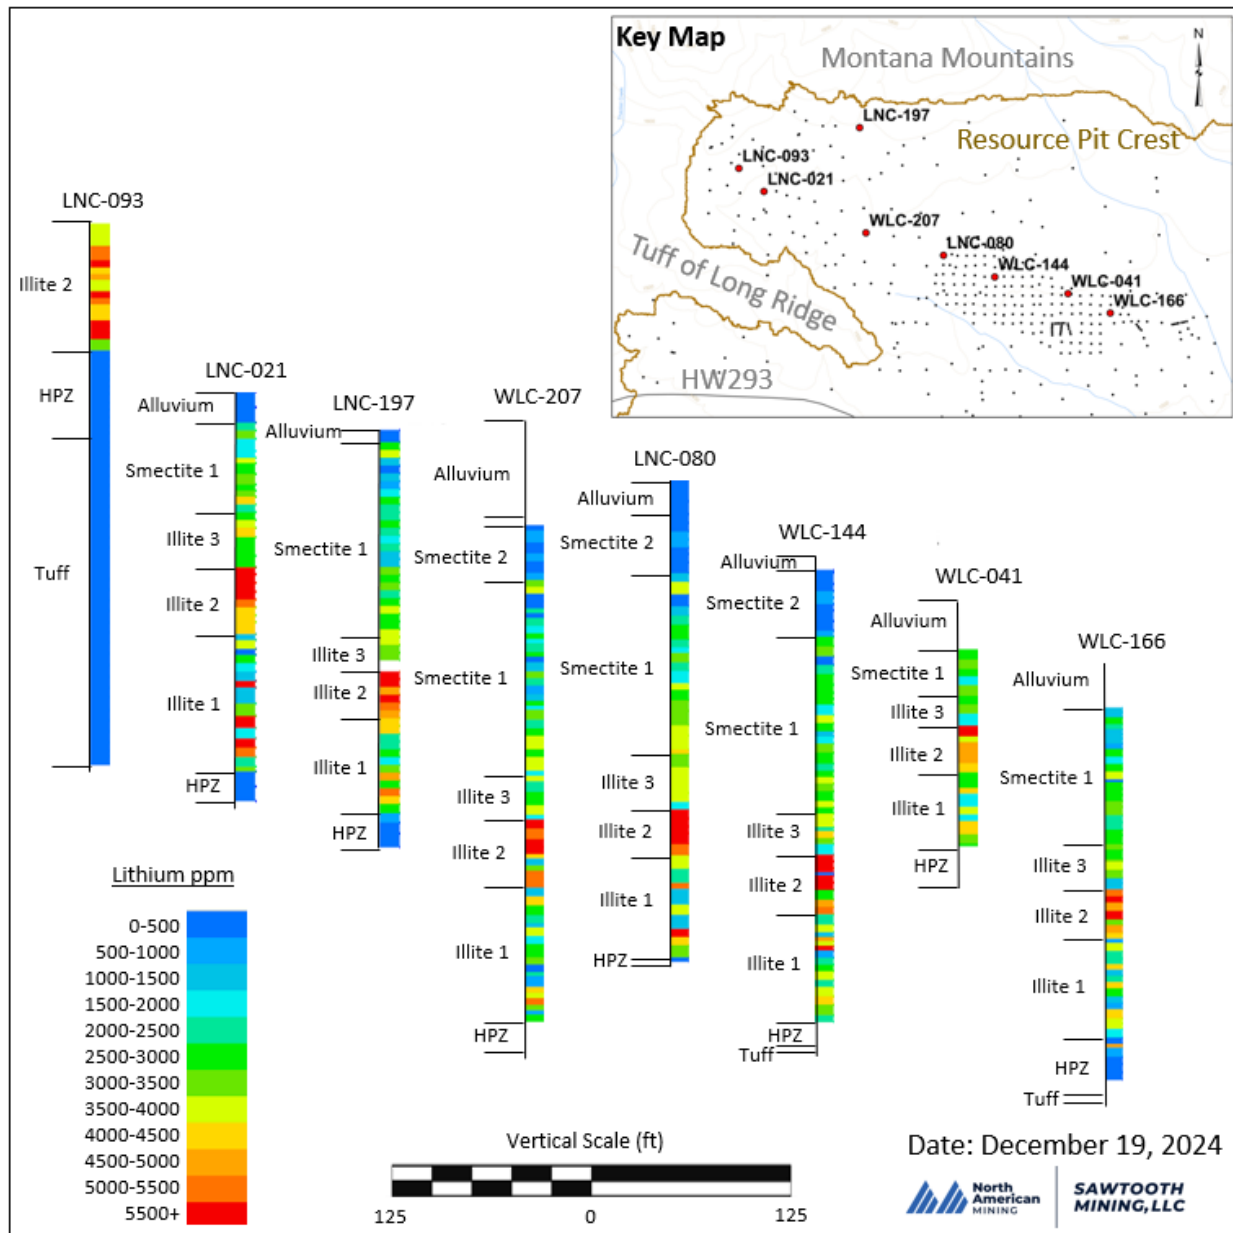 Key Map
N
Montana Mountains
LNC-197
Resource Pit Crest
LNC-093
LNC-021
WLC-207
LNC-080
WLC-144
WLC-041
WLC-166
Tuff of Long Ridge
HW293
LNC-093
Illite 2
HPZ
Tuff
LNC-021
Alluvium
Smectite 1
Illite 3
Illite 2
Illite 1
HPZ
LNC-197
Alluvium
Smectite 1
Illite 3
Illite 2
Illite 1
HPZ
WLC-207
Alluvium
Smectite 2
Smectite 1
Illite 3
Illite 2
Illite 1
HPZ
LNC-080
Alluvium
Smectite 2
Smectite 1
Illite 3
Illite 2
Illite 1
HPZ
WLC-144
Alluvium
Smectite 2
Smectite 1
Illite 3
Illite 2
Illite 1
HPZ
Tuff
WLC-041
Alluvium
Smectite 1
Illite 3
Illite 2
Illite 1
HPZ
WLC-166
Alluvium
Smectite 1
Illite 3
Illite 2
Illite 1
HPZ
Tuff
Lithium ppm
0-500
500-1000
1000-1500
1500-2000
2000-2500
2500-3000
3000-3500
3500-4000
4000-4500
4500-5000
5000-5500
5500+
Vertical Scale (ft)
125 0 125
Date: December 19, 2024
North
American
MINING
SAWTOOTH
MINING,LLC